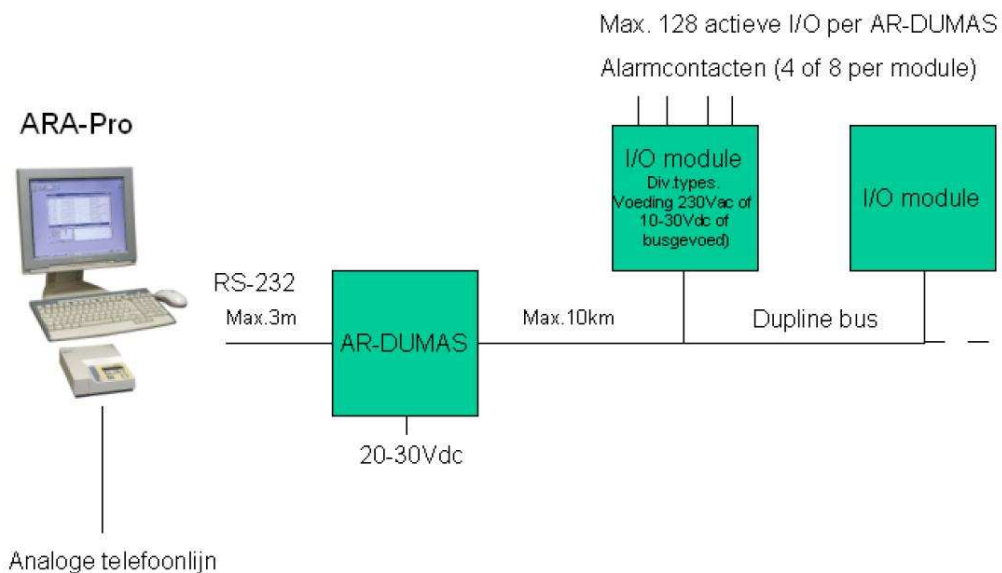 Max. 128 actieve I/O per AR-DUMAS
Alarmcontacten (4 of 8 per module)
ARA-Pro
I/O module
Div.types.
Voeding 230Vac of
10-30Vdc of
busgevoed)
I/O module
RS-232
Max.3m
AR-DUMAS
Max.10km
Dupline bus
20-30Vdc
Analoge telefoonlijn